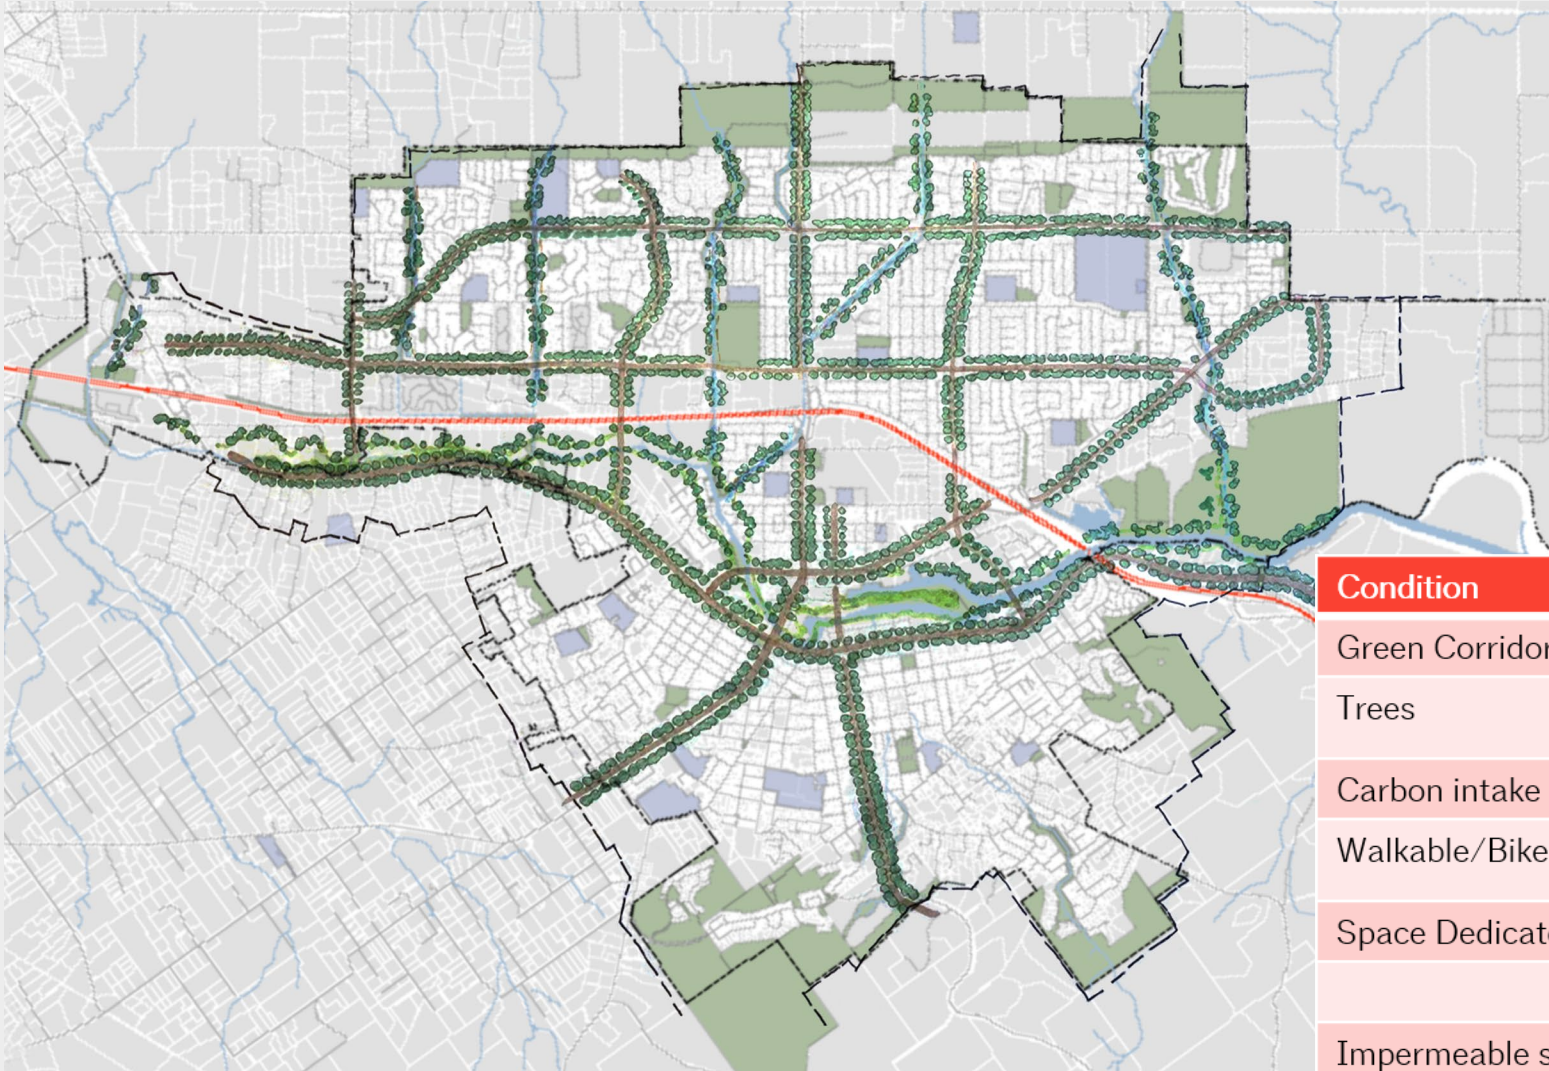 Condition
Green Corridor
Trees
Carbon intake
Walkable/Bike
Space Dedicat
Impermeable s